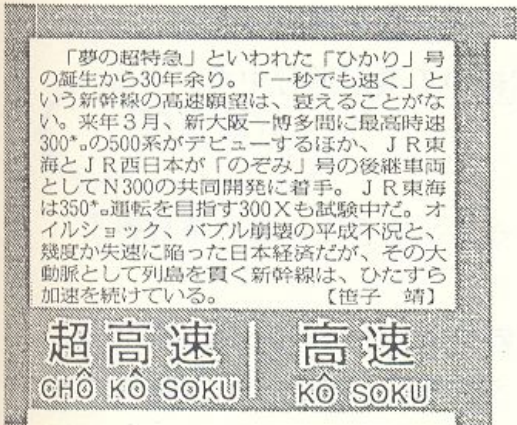 「夢の超特急」といわれた「ひかり」号
の誕生から30年余り。「一秒でも速く」と
いう新幹線の高速願望は、衰えることがな
い。来年3月、新大阪―博多間に最高時速
300㌔の500系がデビューするほか、JR東
海とJR西日本が「のぞみ」号の後継車両
としてN300の共同開発に着手。JR東海
は350㌔運転を目指す300Xも試験中だ。オ
イルショック、バブル崩壊の平成不況と、
幾度か失速に陥った日本経済だが、その大
動脈として列島を貫く新幹線は、ひたすら
加速を続けている。 【笹子 靖】
超高速 高速
CHÔ KÔ SOKU KÔ SOKU